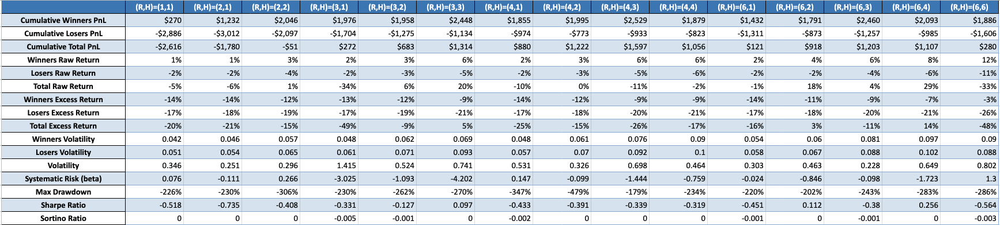 (R,H)=(1,1) (R,H)=(2,1) (R,H)=(2,2) (R,H)=(3,1) (R,H)=(3,2) (R,H)=(3,3) (R,H)=(4,1) (R,H)=(4,2) (R,H)=(4,3) (R,H)=(4,4) (R,H)=(6,1) (R,H)=(6,2) (R,H)=(6,3) (R,H)=(6,4) (R,H)=(6,6)
Cumulative Winners PnL $270 $1,232 $2,046 $1,976 $1,958 $2,448 $1,855 $1,995 $2,529 $1,879 $1,432 $1,791 $2,460 $2,093 $1,886
Cumulative Losers PnL -$2,886 -$3,012 -$2,097 -$1,704 -$1,275 -$1,134 -$974 -$773 -$933 -$823 -$1,311 -$873 -$1,257 -$985 -$1,606
Cumulative Total PnL -$2,616 -$1,780 -$51 $272 $683 $1,314 $880 $1,222 $1,597 $1,056 $121 $918 $1,203 $1,107 $280
Winners Raw Return 1% 1% 3% 2% 3% 6% 2% 3% 6% 6% 2% 4% 6% 8% 12%
Losers Raw Return -2% -2% -4% -2% -3% -5% -2% -3% -5% -6% -2% -2% -4% -6% -11%
Total Raw Return -5% -6% 1% -34% 6% 20% -10% 0% -11% -2% -1% 18% 4% 29% -33%
Winners Excess Return -14% -14% -12% -13% -12% -9% -14% -12% -9% -9% -14% -11% -9% -7% -3%
Losers Excess Return -17% -18% -19% -17% -19% -21% -17% -18% -20% -21% -17% -18% -20% -21% -26%
Total Excess Return -20% -21% -15% -49% -9% 5% -25% -15% -26% -17% -16% 3% -11% 14% -48%
Winners Volatility 0.042 0.046 0.057 0.048 0.062 0.069 0.048 0.061 0.076 0.09 0.054 0.06 0.081 0.097 0.09
Losers Volatility 0.051 0.054 0.065 0.061 0.071 0.093 0.057 0.07 0.092 0.1 0.058 0.067 0.088 0.102 0.088
Volatility 0.346 0.251 0.296 1.415 0.524 0.741 0.531 0.326 0.698 0.464 0.303 0.463 0.228 0.649 0.802
Systematic Risk (beta) 0.076 -0.111 0.266 -3.025 -1.093 -4.202 0.147 -0.099 -1.444 -0.759 -0.024 -0.846 -0.098 -1.723 1.3
Max Drawdown -226% -230% -306% -230% -262% -270% -347% -479% -179% -234% -220% -202% -243% -283% -286%
Sharpe Ratio -0.518 -0.735 -0.408 -0.331 -0.127 0.097 -0.433 -0.391 -0.339 -0.319 -0.451 0.112 -0.38 0.256 -0.564
Sortino Ratio 0 0 0 -0.005 -0.001 0 -0.002 0 0 0 -0.001 0 -0.001 0 -0.003